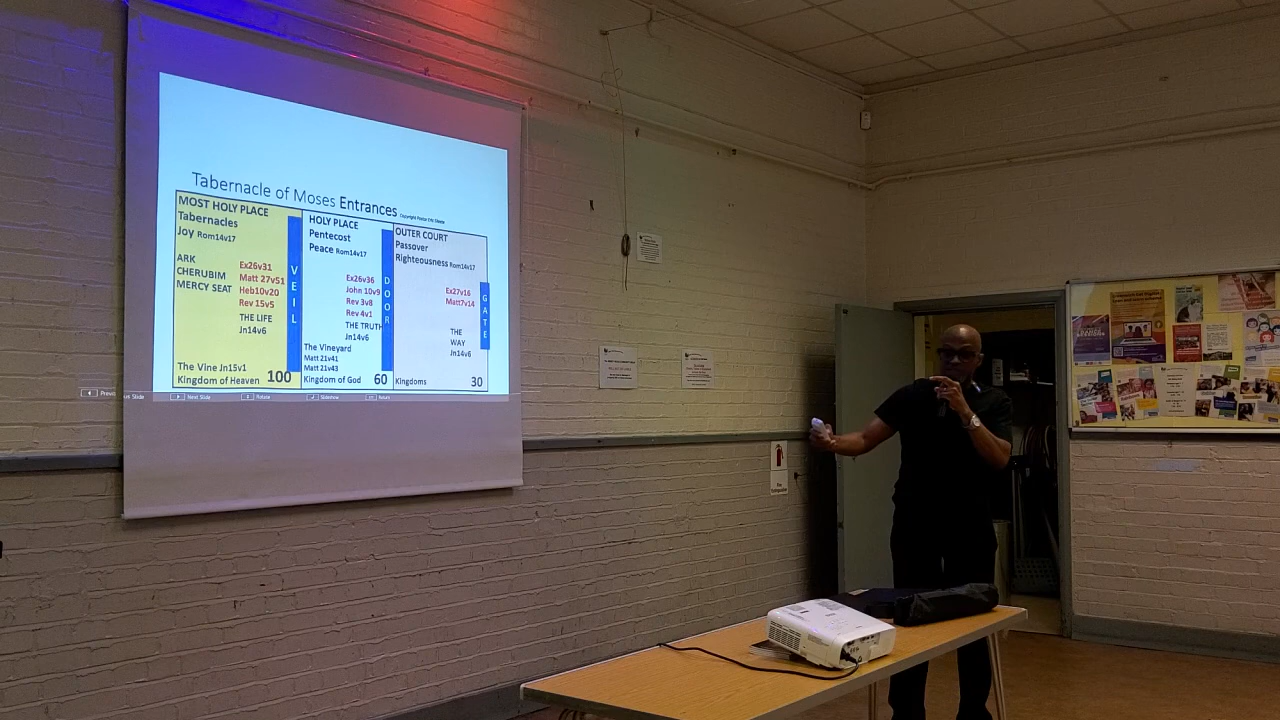 Tabernacle of Moses Entrances
MOST HOLY PLACE
Tabernacles
Joy Rom14v17
ARK
CHERUBIM
MERCY SEAT
Ex26v31
Matt 27v51
Heb10v20
Rev 15v5
THE LIFE
Jn14v6
The Vine Jn15v1
Kingdom of Heaven 100
VEIL
HOLY PLACE
Pentecost
Peace Rom14v17
Ex26v36
John 10v9
Rev 3v8
Rev 4v1
THE TRUTH
Jn14v6
The Vineyard
Matt 21v41
Matt 21v43
Kingdom of God 60
DOOR
OUTER COURT
Passover
Righteousness Rom14v17
Ex27v16
Matt7v14
THE
WAY
Jn14v6
Kingdoms 30
GATE
Next Slide
Rotate
Slideshow
Return